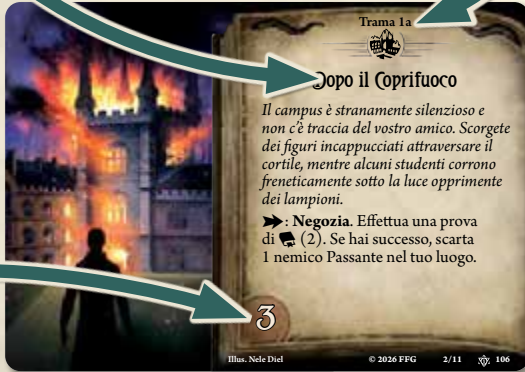 Trama 1a
Dopo il Coprifuoco
Il campus è stranamente silenzioso e
non c'è traccia del vostro amico. Scorgete
dei figuri incappucciati attraversare il
cortile, mentre alcuni studenti corrono
freneticamente sotto la luce opprimente
dei lampioni.
: Negozia. Effettua una prova
di (2). Se hai successo, scarta
1 nemico Passante nel tuo luogo.
3
Illus. Nele Diel © 2026 FFG 2/11 106